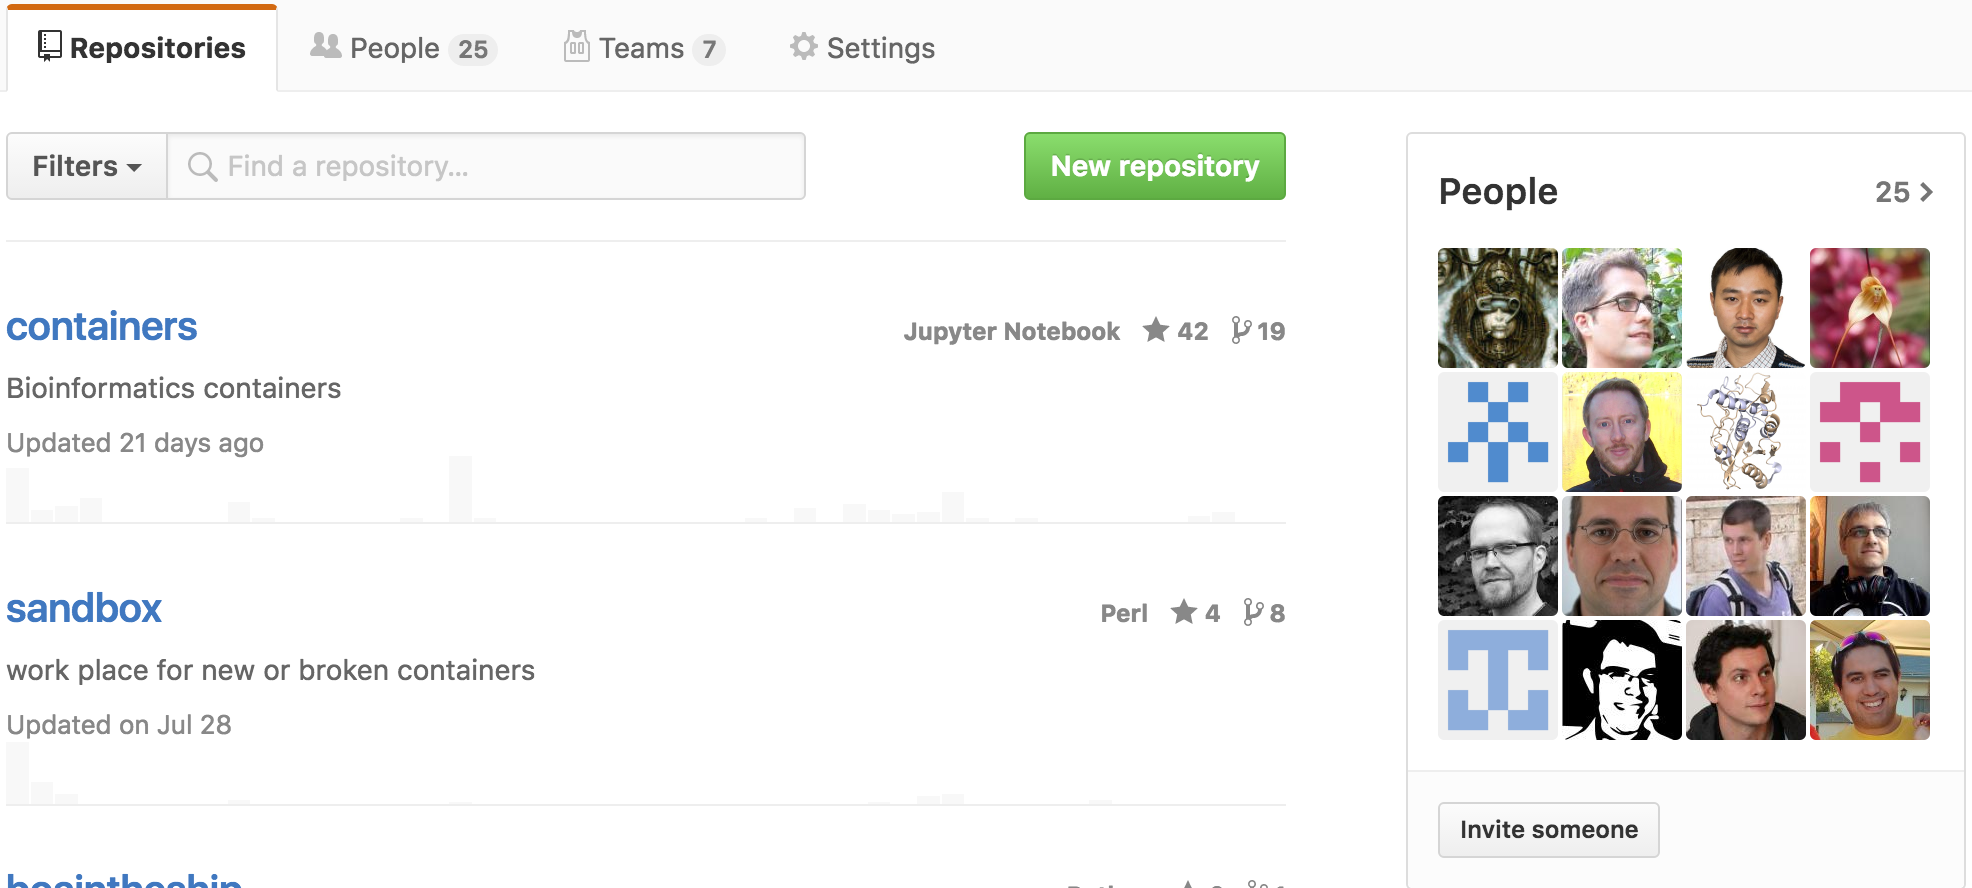 Repositories People 25 Teams 7 Settings
Filters Find a repository... New repository
containers Jupyter Notebook 42 19
Bioinformatics containers
Updated 21 days ago
sandbox Perl 4 8
work place for new or broken containers
Updated on Jul 28
People 25
Invite someone